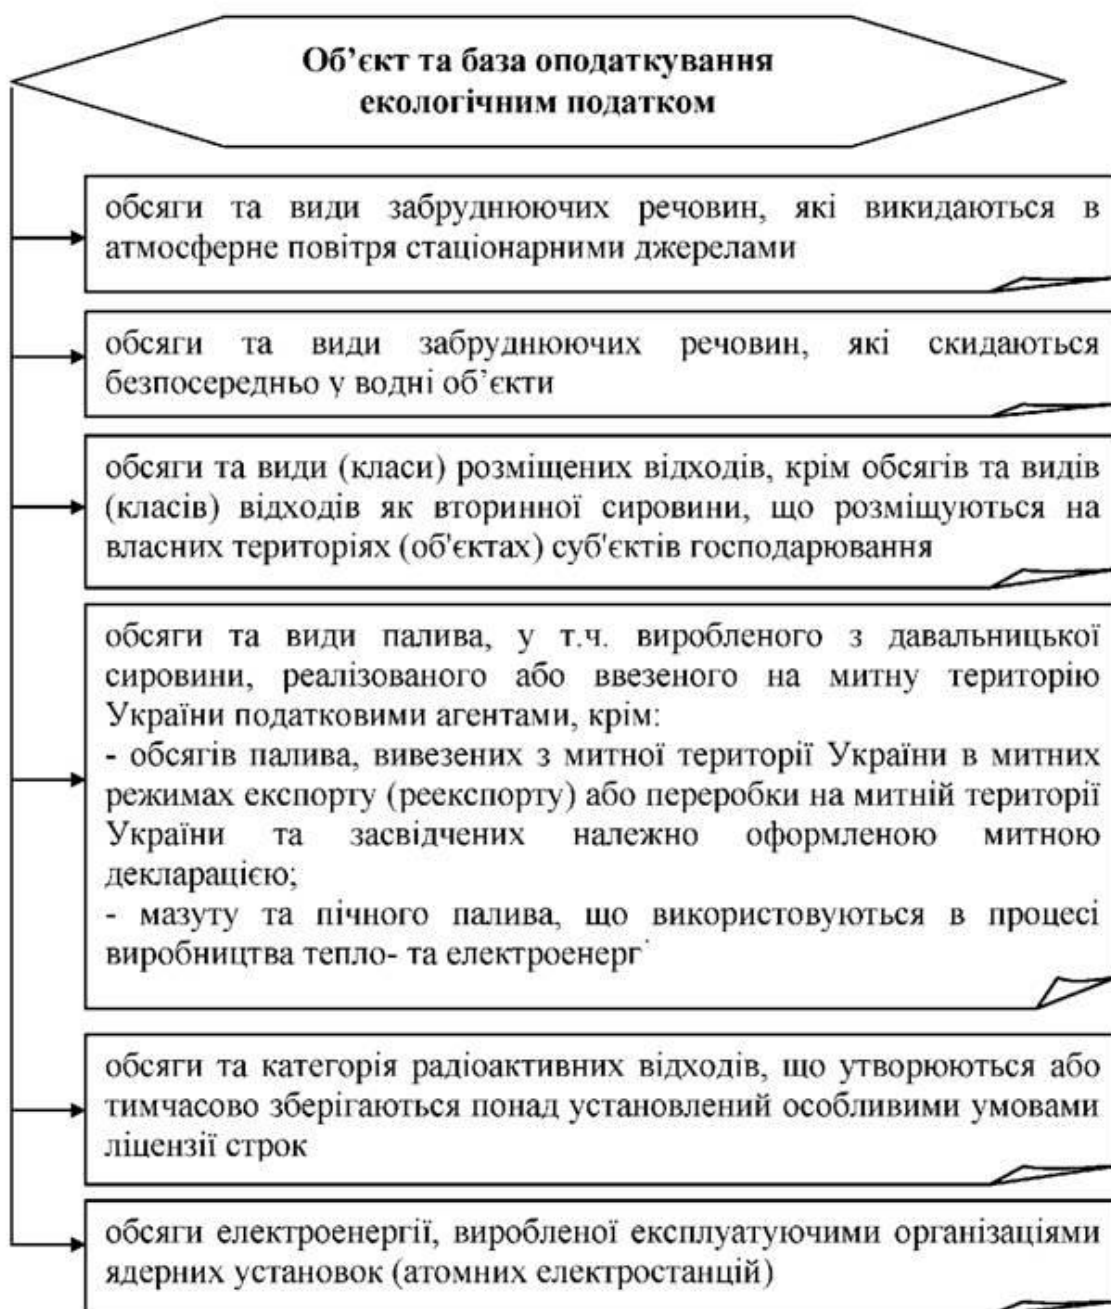 Об’єкт та база оподаткування
екологічним податком
обсяги та види забруднюючих речовин, які викидаються в
атмосферне повітря стаціонарними джерелами
обсяги та види забруднюючих речовин, які скидаються
безпосередньо у водні об’єкти
обсяги та види (класи) розміщених відходів, крім обсягів та видів
(класів) відходів як вторинної сировини, що розміщуються на
власних територіях (об'єктах) суб'єктів господарювання
обсяги та види палива, у т.ч. виробленого з давальницької
сировини, реалізованого або ввезеного на митну територію
України податковими агентами, крім:
- обсягів палива, вивезених з митної території України в митних
режимах експорту (реекспорту) або переробки на митній території
України та засвідчених належно оформленою митною
декларацією;
- мазуту та пічного палива, що використовуються в процесі
виробництва тепло- та електроенерг
обсяги та категорія радіоактивних відходів, що утворюються або
тимчасово зберігаються понад установлений особливими умовами
ліцензії строк
обсяги електроенергії, виробленої експлуатуючими організаціями
ядерних установок (атомних електростанцій)